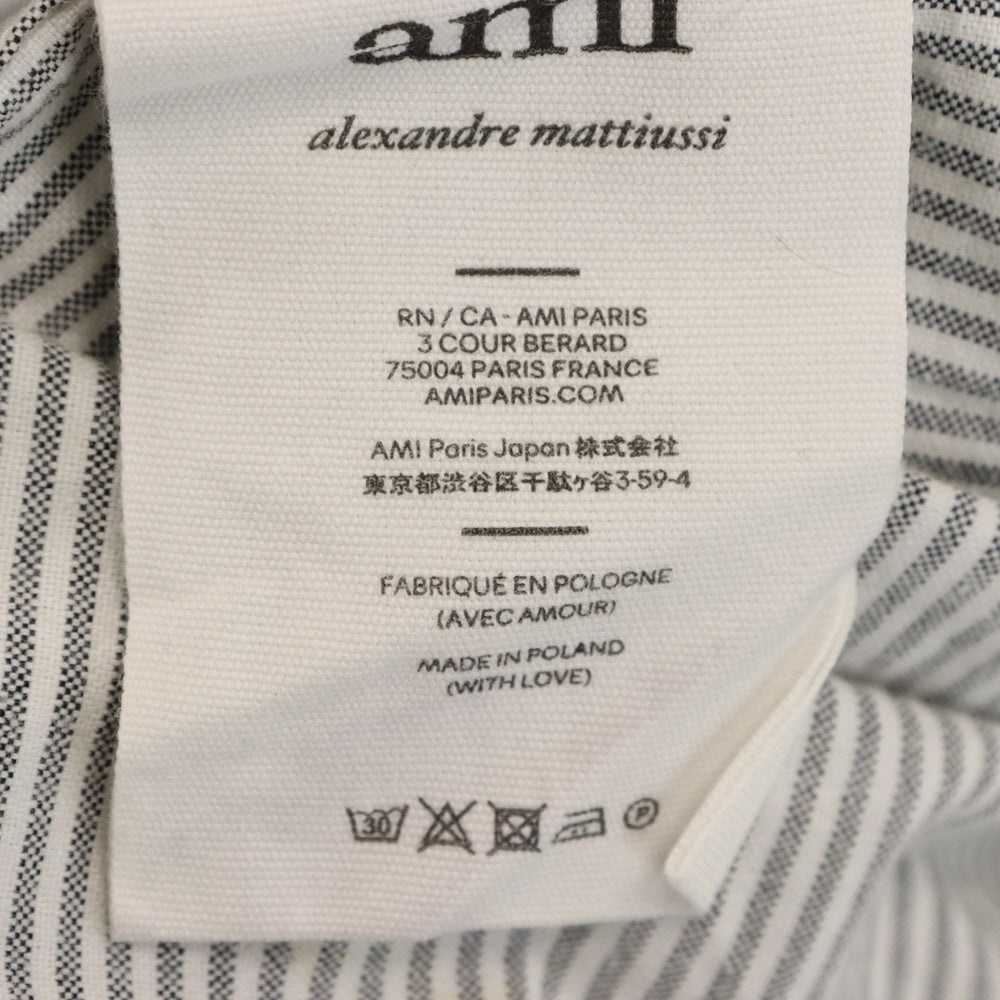 ami
alexandre mattiussi
RN / CA - AMI PARIS
3 COUR BERARD
75004 PARIS FRANCE
AMIPARIS.COM
AMI Paris Japan 株式会社
東京都渋谷区千駄ヶ谷3-59-4
FABRIQUÉ EN POLOGNE
(AVEC AMOUR)
MADE IN POLAND
(WITH LOVE)
30
P